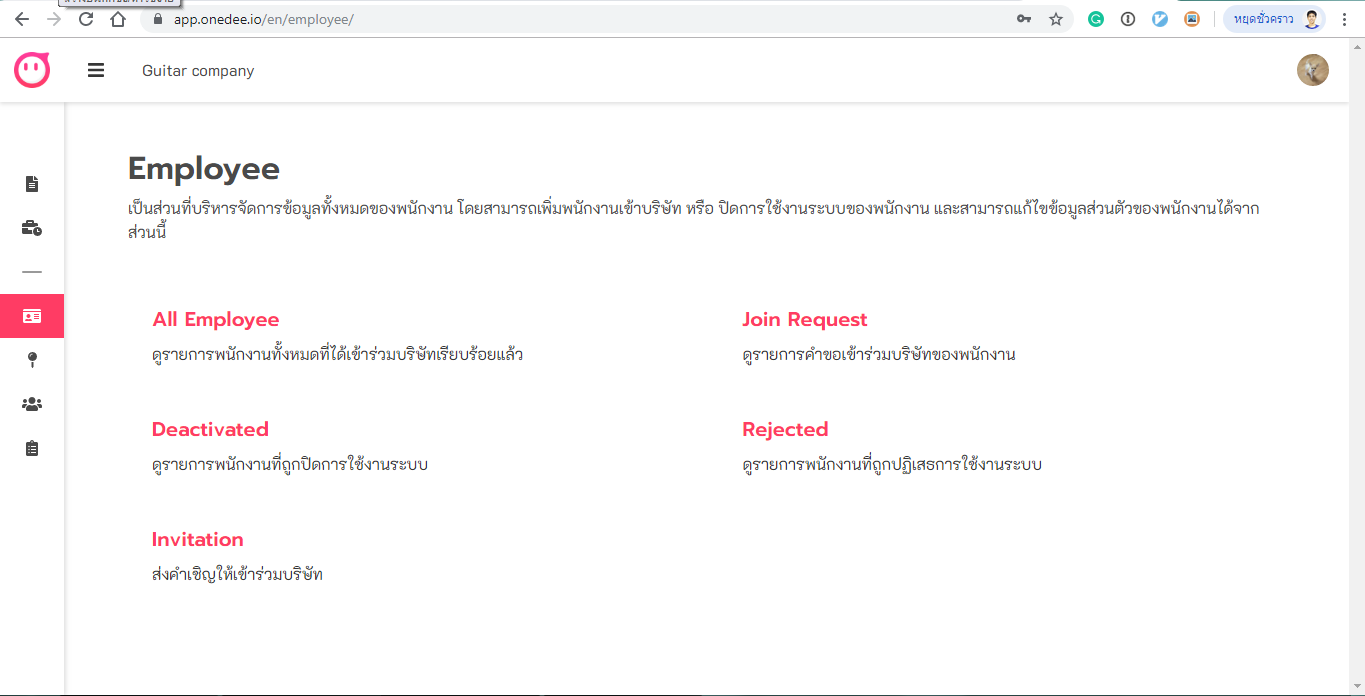 app.onedee.io/en/employee/
หยุดชั่วคราว
Guitar company
Employee
เป็นส่วนที่บริหารจัดการข้อมูลทั้งหมดของพนักงาน โดยสามารถเพิ่มพนักงานเข้าบริษัท หรือ ปิดการใช้งานระบบของพนักงาน และสามารถแก้ไขข้อมูลส่วนตัวของพนักงานได้จาก
ส่วนนี้
All Employee
ดูรายการพนักงานทั้งหมดที่ได้เข้าร่วมบริษัทเรียบร้อยแล้ว
Join Request
ดูรายการคำขอเข้าร่วมบริษัทของพนักงาน
Deactivated
ดูรายการพนักงานที่ถูกปิดการใช้งานระบบ
Rejected
ดูรายการพนักงานที่ถูกปฏิเสธการใช้งานระบบ
Invitation
ส่งคำเชิญให้เข้าร่วมบริษัท